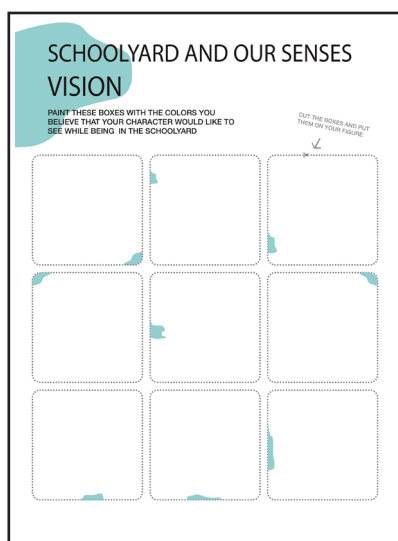 SCHOOLYARD AND OUR SENSES
VISION
PAINT THESE BOXES WITH THE COLORS YOU
BELIEVE THAT YOUR CHARACTER WOULD LIKE TO
SEE WHILE BEING IN THE SCHOOLYARD
CUT THE BOXES AND PUT
THEM ON YOUR FIGURE